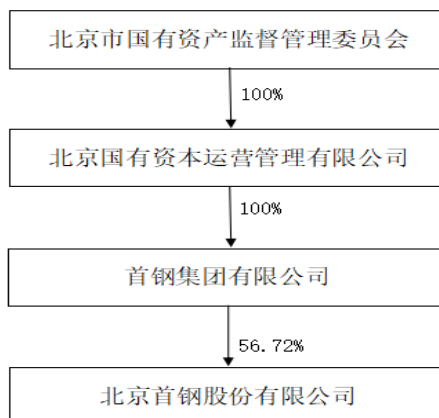 北京市国有资产监督管理委员会
100%
北京国有资本运营管理有限公司
100%
首钢集团有限公司
56.72%
北京首钢股份有限公司